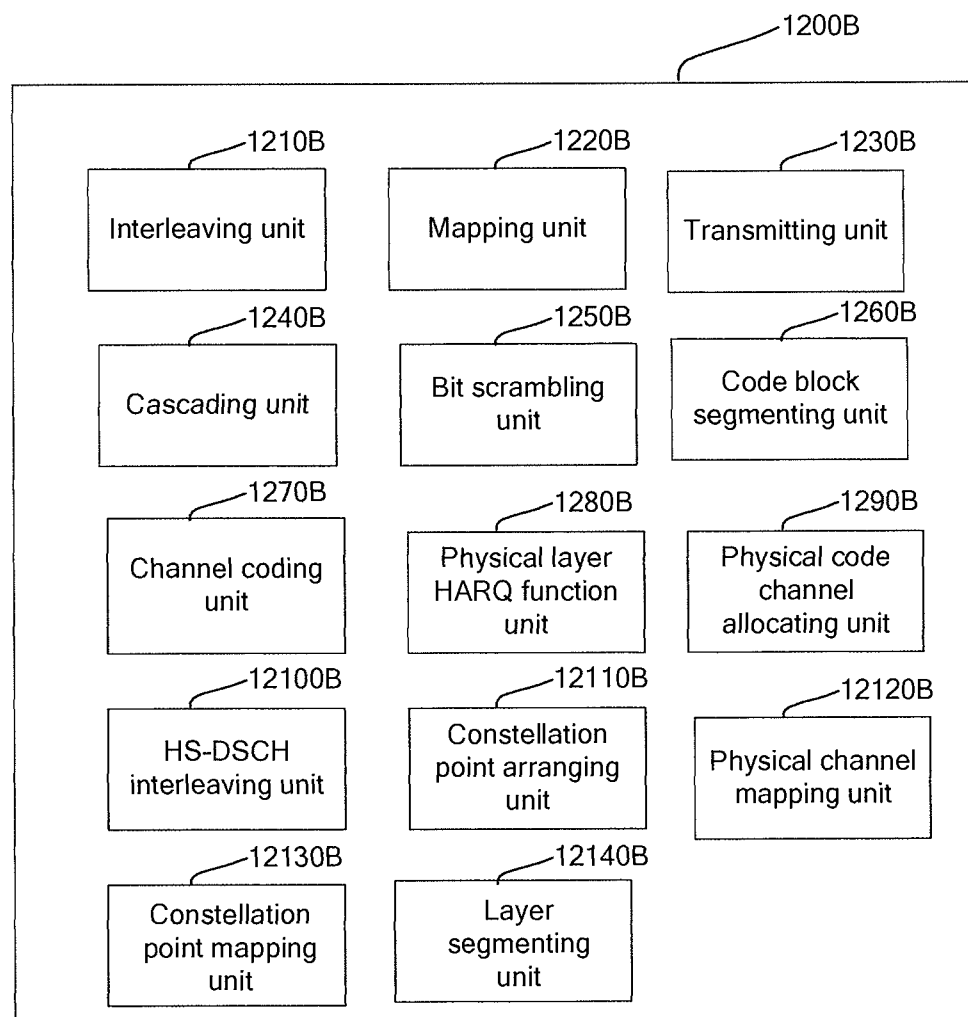 1200B
1210B
Interleaving unit
1220B
Mapping unit
1230B
Transmitting unit
1240B
Cascading unit
1250B
Bit scrambling
unit
1260B
Code block
segmenting unit
1270B
Channel coding
unit
1280B
Physical layer
HARQ function
unit
1290B
Physical code
channel
allocating unit
12100B
HS-DSCH
interleaving unit
12110B
Constellation
point arranging
unit
12120B
Physical channel
mapping unit
12130B
Constellation
point mapping
unit
12140B
Layer
segmenting
unit